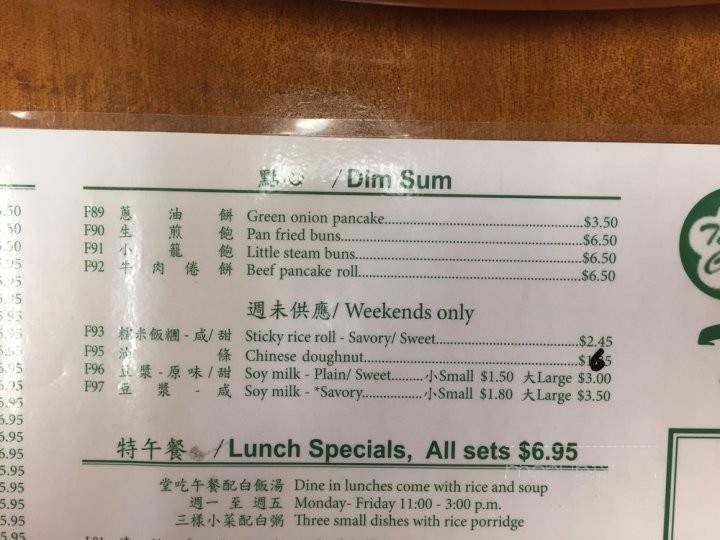 點心 / Dim Sum
F89 蔥油餅 Green onion pancake..............$3.50
F90 生煎飽 Pan fried buns..............$6.50
F91 小籠飽 Little steam buns..............$6.50
F92 牛肉倦餅 Beef pancake roll..............$6.50
週未供應/ Weekends only
F93 糯米飯糰 - 咸/ 甜 Sticky rice roll - Savory/ Sweet..............$2.45
F95 油條 Chinese doughnut..............$1.65
F96 豆漿 - 原味 / 甜 Soy milk - Plain/ Sweet......... 小Small $1.50 大Large $3.00
F97 豆漿 - 咸 Soy milk - *Savory.............. 小Small $1.80 大Large $3.50
特午餐 / Lunch Specials, All sets $6.95
堂吃午餐配白飯湯 Dine in lunches come with rice and soup
週一 至 週五 Monday- Friday 11:00 - 3:00 p.m.
三樣小菜配白粥 Three small dishes with rice porridge